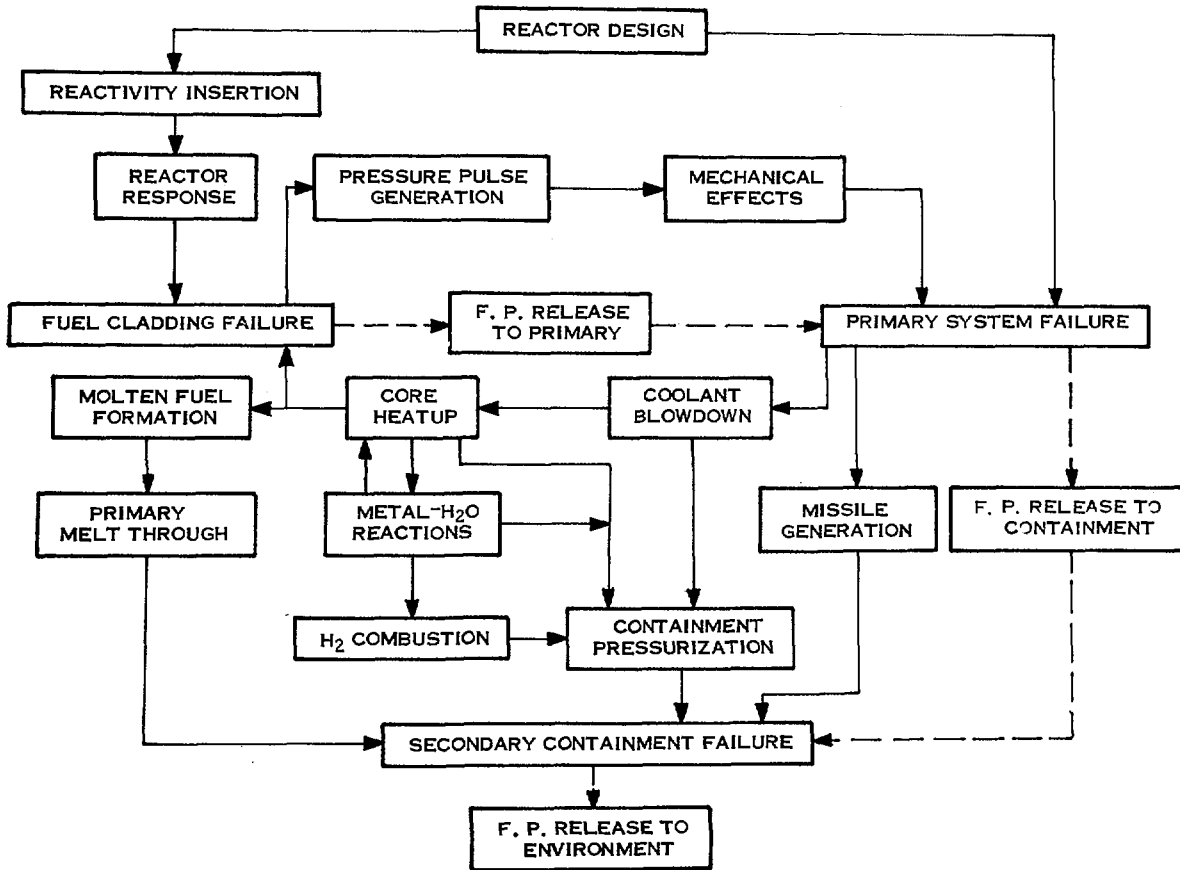 REACTOR DESIGN
REACTIVITY INSERTION
REACTOR
RESPONSE
PRESSURE PULSE
GENERATION
MECHANICAL
EFFECTS
FUEL CLADDING FAILURE
F. P. RELEASE
TO PRIMARY
PRIMARY SYSTEM FAILURE
MOLTEN FUEL
FORMATION
CORE
HEATUP
COOLANT
BLOWDOWN
PRIMARY
MELT THROUGH
METAL-H₂O
REACTIONS
MISSILE
GENERATION
F. P. RELEASE TO
CONTAINMENT
H₂ COMBUSTION
CONTAINMENT
PRESSURIZATION
SECONDARY CONTAINMENT FAILURE
F. P. RELEASE TO
ENVIRONMENT